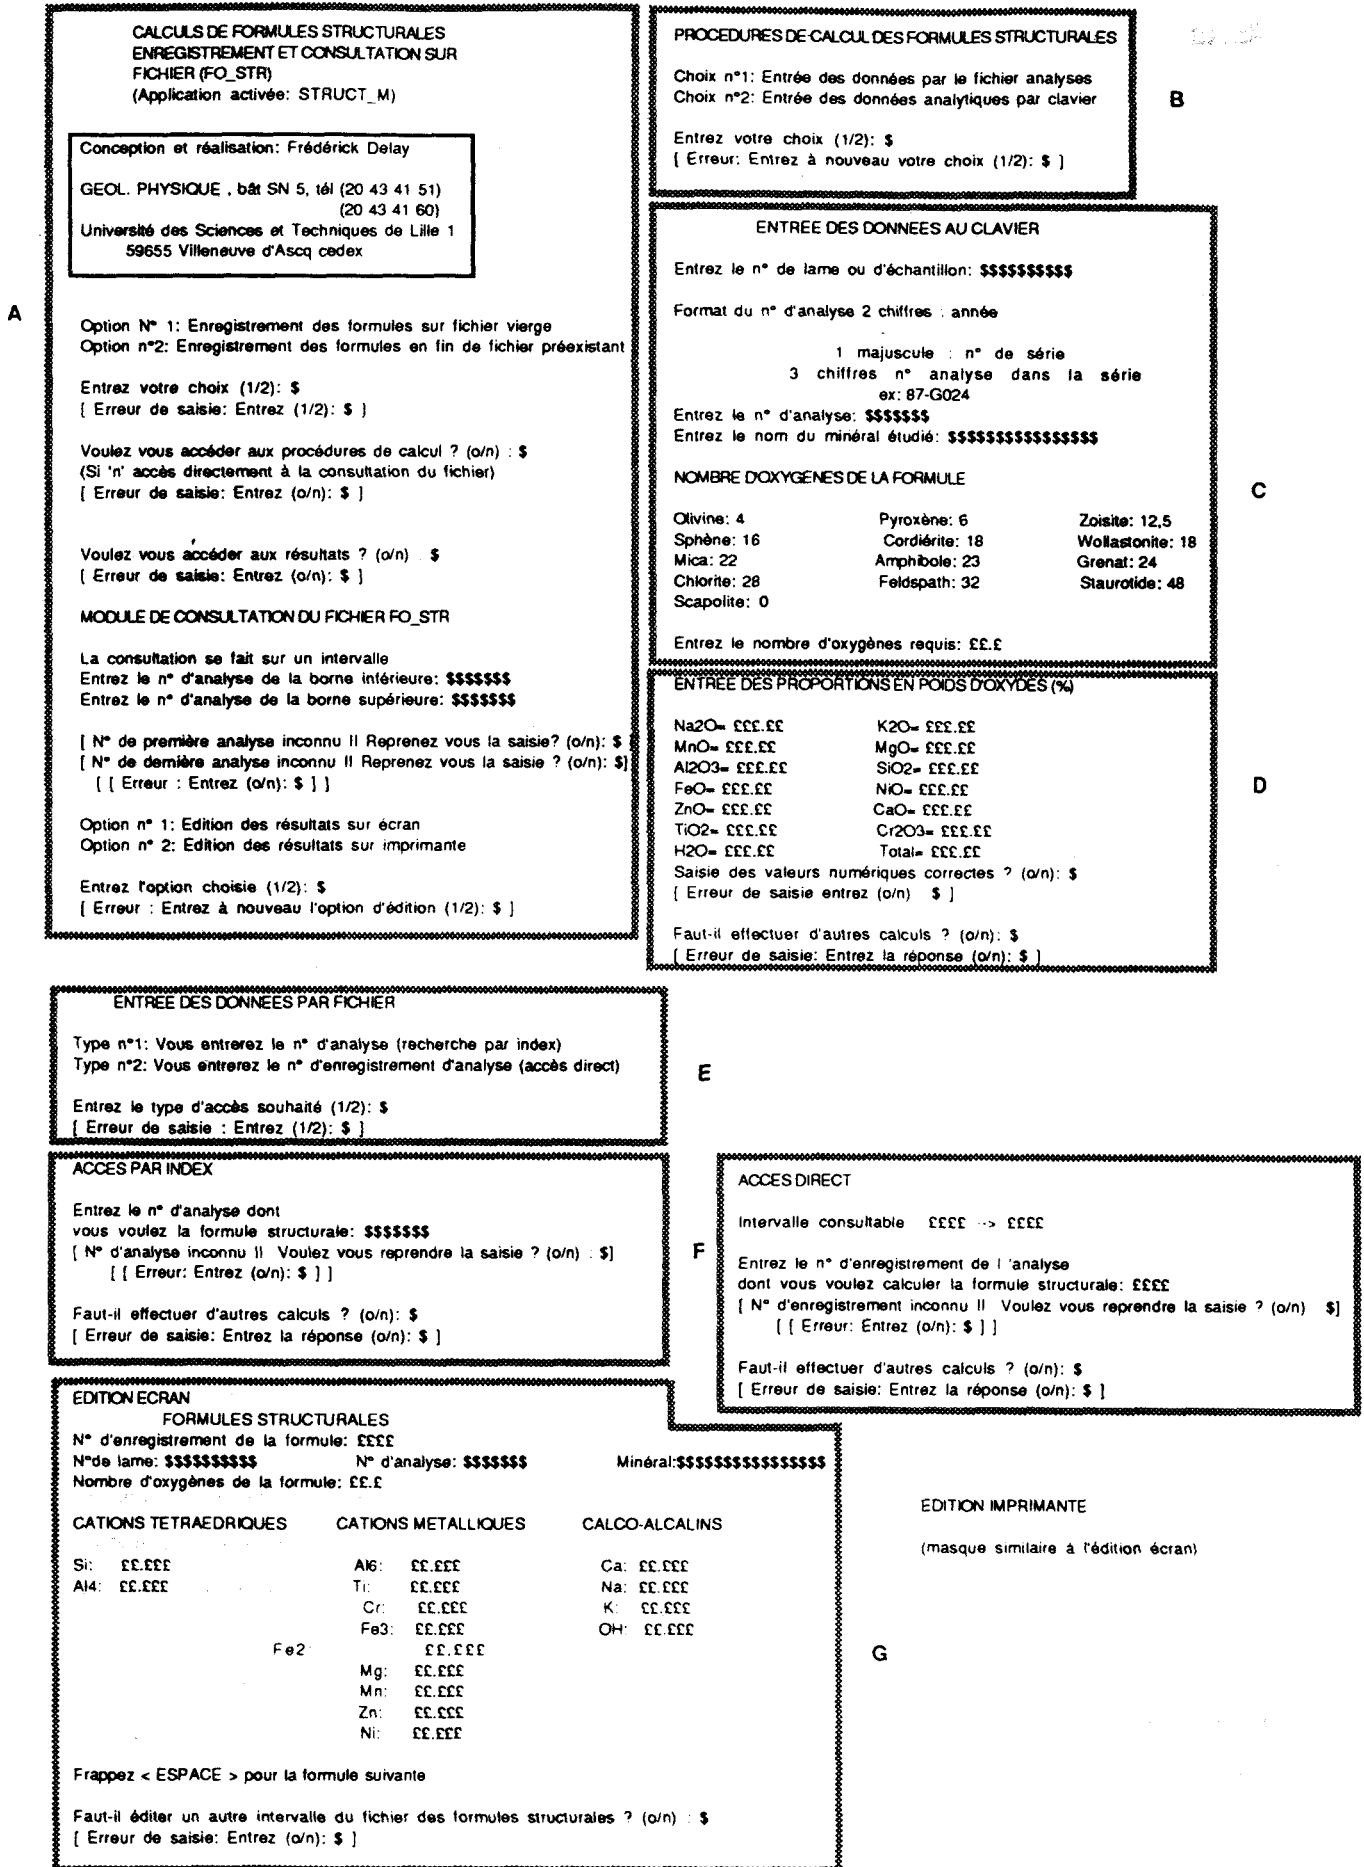 CALCULS DE FORMULES STRUCTURALES
ENREGISTREMENT ET CONSULTATION SUR
FICHIER (FO_STR)
(Application activée: STRUCT_M)
Conception et réalisation: Frédérick Delay
GEOL. PHYSIQUE , bât SN 5, tél (20 43 41 51)
(20 43 41 60)
Université des Sciences et Techniques de Lille 1
59655 Villeneuve d'Ascq cedex
A
Option N° 1: Enregistrement des formules sur fichier vierge
Option n°2: Enregistrement des formules en fin de fichier préexistant
Entrez votre choix (1/2): $
[ Erreur de saisie: Entrez (1/2): $ ]
Voulez vous accéder aux procédures de calcul ? (o/n) : $
(Si 'n' accès directement à la consultation du fichier)
[ Erreur de saisie: Entrez (o/n): $ ]
Voulez vous accéder aux résultats ? (o/n) : $
[ Erreur de saisie: Entrez (o/n): $ ]
MODULE DE CONSULTATION DU FICHIER FO_STR
La consultation se fait sur un intervalle
Entrez le n° d'analyse de la borne inférieure: $$$$$$$
Entrez le n° d'analyse de la borne supérieure: $$$$$$$
[ N° de première analyse inconnu !! Reprenez vous la saisie? (o/n): $ ]
[ N° de dernière analyse inconnu !! Reprenez vous la saisie ? (o/n): $]
[ [ Erreur : Entrez (o/n): $ ] ]
Option n° 1: Edition des résultats sur écran
Option n° 2: Edition des résultats sur imprimante
Entrez l'option choisie (1/2): $
[ Erreur : Entrez à nouveau l'option d'édition (1/2): $ ]
PROCEDURES DE CALCUL DES FORMULES STRUCTURALES
Choix n°1: Entrée des données par le fichier analyses
Choix n°2: Entrée des données analytiques par clavier
B
Entrez votre choix (1/2): $
[ Erreur: Entrez à nouveau votre choix (1/2): $ ]
ENTREE DES DONNEES AU CLAVIER
Entrez le n° de lame ou d'échantillon: $$$$$$$$$$
Format du n° d'analyse 2 chiffres : année
1 majuscule : n° de série
3 chiffres n° analyse dans la série
ex: 87-G024
Entrez le n° d'analyse: $$$$$$$
Entrez le nom du minéral étudié: $$$$$$$$$$$$$$$$
NOMBRE D'OXYGENES DE LA FORMULE
C
Olivine: 4 Pyroxène: 6 Zoisite: 12,5
Sphène: 16 Cordiérite: 18 Wollastonite: 18
Mica: 22 Amphibole: 23 Grenat: 24
Chlorite: 28 Feldspath: 32 Staurotide: 48
Scapolite: 0
Entrez le nombre d'oxygènes requis: ££.£
ENTREE DES PROPORTIONS EN POIDS D'OXYDES (%)
Na2O= £££.££ K2O= £££.££
MnO= £££.££ MgO= £££.££
Al2O3= £££.££ SiO2= £££.££
FeO= £££.££ NiO= £££.££
D
ZnO= £££.££ CaO= £££.££
TiO2= £££.££ Cr2O3= £££.££
H2O= £££.££ Total= £££.££
Saisie des valeurs numériques correctes ? (o/n): $
[ Erreur de saisie entrez (o/n) $ ]
Faut-il effectuer d'autres calculs ? (o/n): $
[ Erreur de saisie: Entrez la réponse (o/n): $ ]
ENTREE DES DONNEES PAR FICHIER
Type n°1: Vous entrerez le n° d'analyse (recherche par index)
Type n°2: Vous entrerez le n° d'enregistrement d'analyse (accès direct)
E
Entrez le type d'accès souhaité (1/2): $
[ Erreur de saisie : Entrez (1/2): $ ]
ACCES PAR INDEX
Entrez le n° d'analyse dont
vous voulez la formule structurale: $$$$$$$
[ N° d'analyse inconnu !! Voulez vous reprendre la saisie ? (o/n) : $]
[ [ Erreur: Entrez (o/n): $ ] ]
Faut-il effectuer d'autres calculs ? (o/n): $
[ Erreur de saisie: Entrez la réponse (o/n): $ ]
F
ACCES DIRECT
Intervalle consultable ££££ --> ££££
Entrez le n° d'enregistrement de l 'analyse
dont vous voulez calculer la formule structurale: ££££
[ N° d'enregistrement inconnu !! Voulez vous reprendre la saisie ? (o/n) $]
[ [ Erreur: Entrez (o/n): $ ] ]
Faut-il effectuer d'autres calculs ? (o/n): $
[ Erreur de saisie: Entrez la réponse (o/n): $ ]
EDITION ECRAN
FORMULES STRUCTURALES
N° d'enregistrement de la formule: ££££
N°de lame: $$$$$$$$$$ N° d'analyse: $$$$$$$ Minéral:$$$$$$$$$$$$$$$$
Nombre d'oxygènes de la formule: ££.£
CATIONS TETRAEDRIQUES CATIONS METALLIQUES CALCO-ALCALINS
Si: ££.£££ Al6: ££.£££ Ca: ££.£££
Al4: ££.£££ Ti: ££.£££ Na: ££.£££
Cr: ££.£££ K: ££.£££
Fe3: ££.£££ OH: ££.£££
Fe2: ££.£££
Mg: ££.£££
Mn: ££.£££
Zn: ££.£££
Ni: ££.£££
Frappez < ESPACE > pour la formule suivante
Faut-il éditer un autre intervalle du fichier des formules structurales ? (o/n) : $
[ Erreur de saisie: Entrez (o/n): $ ]
G
EDITION IMPRIMANTE
(masque similaire à l'édition écran)